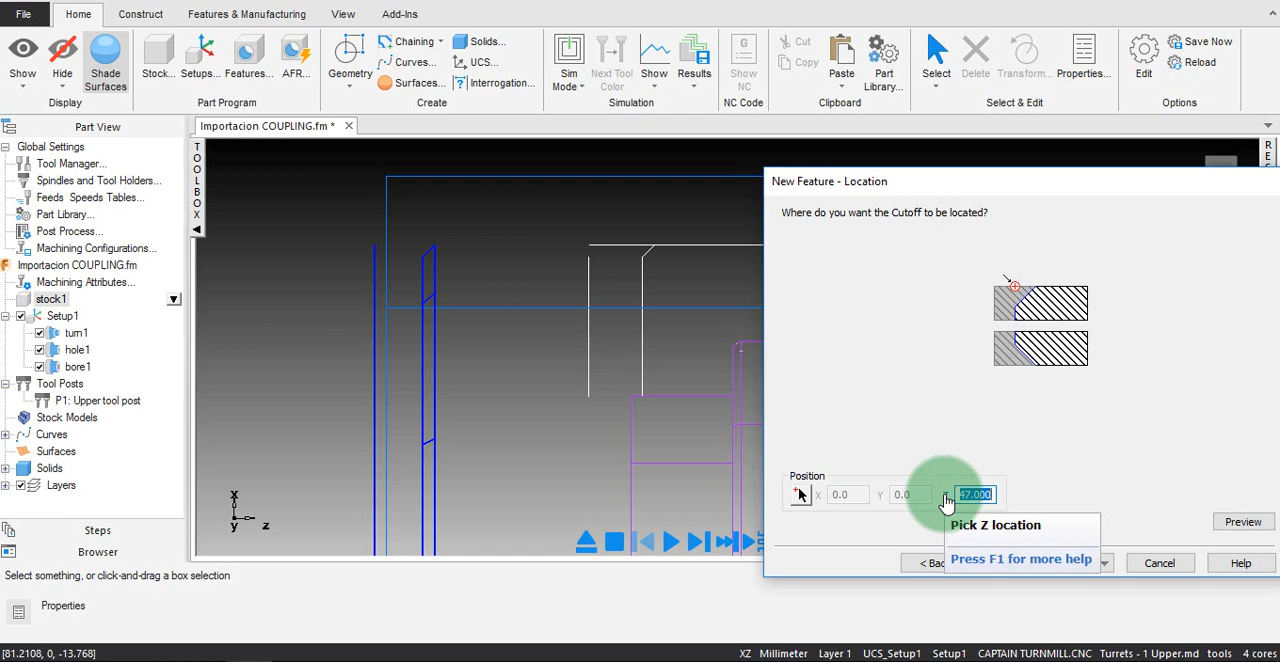 File Home Construct Features & Manufacturing View Add-Ins
Show Hide Shade Surfaces
Display
Stock... Setups... Features... AFR...
Part Program
Geometry Chaining Curves... Surfaces... Solids... UCS... Interrogation...
Create
Sim Mode Next Tool Color Show Results
Simulation
Show NC
NC Code
Cut Copy Paste Part Library...
Clipboard
Select Delete Transform... Properties...
Select & Edit
Edit Save Now Reload
Options
Part View
Global Settings
Tool Manager...
Spindles and Tool Holders...
Feeds Speeds Tables...
Part Library...
Post Process...
Machining Configurations...
Importacion COUPLING.fm
Machining Attributes...
stock1
Setup1
turn1
hole1
bore1
Tool Posts
P1: Upper tool post
Stock Models
Curves
Surfaces
Solids
Layers
Steps
Browser
Importacion COUPLING.fm *
TOOLBOX
RES
x
y z
New Feature - Location
Where do you want the Cutoff to be located?
Position
X 0.0 Y 0.0 47.000
Pick Z location
Press F1 for more help
Preview
Cancel Help
Select something, or click-and-drag a box selection
Properties
[81.2108, 0, -13.768] XZ Millimeter Layer 1 UCS_Setup1 Setup1 CAPTAIN TURNMILL.CNC Turrets - 1 Upper.md tools 4 cores